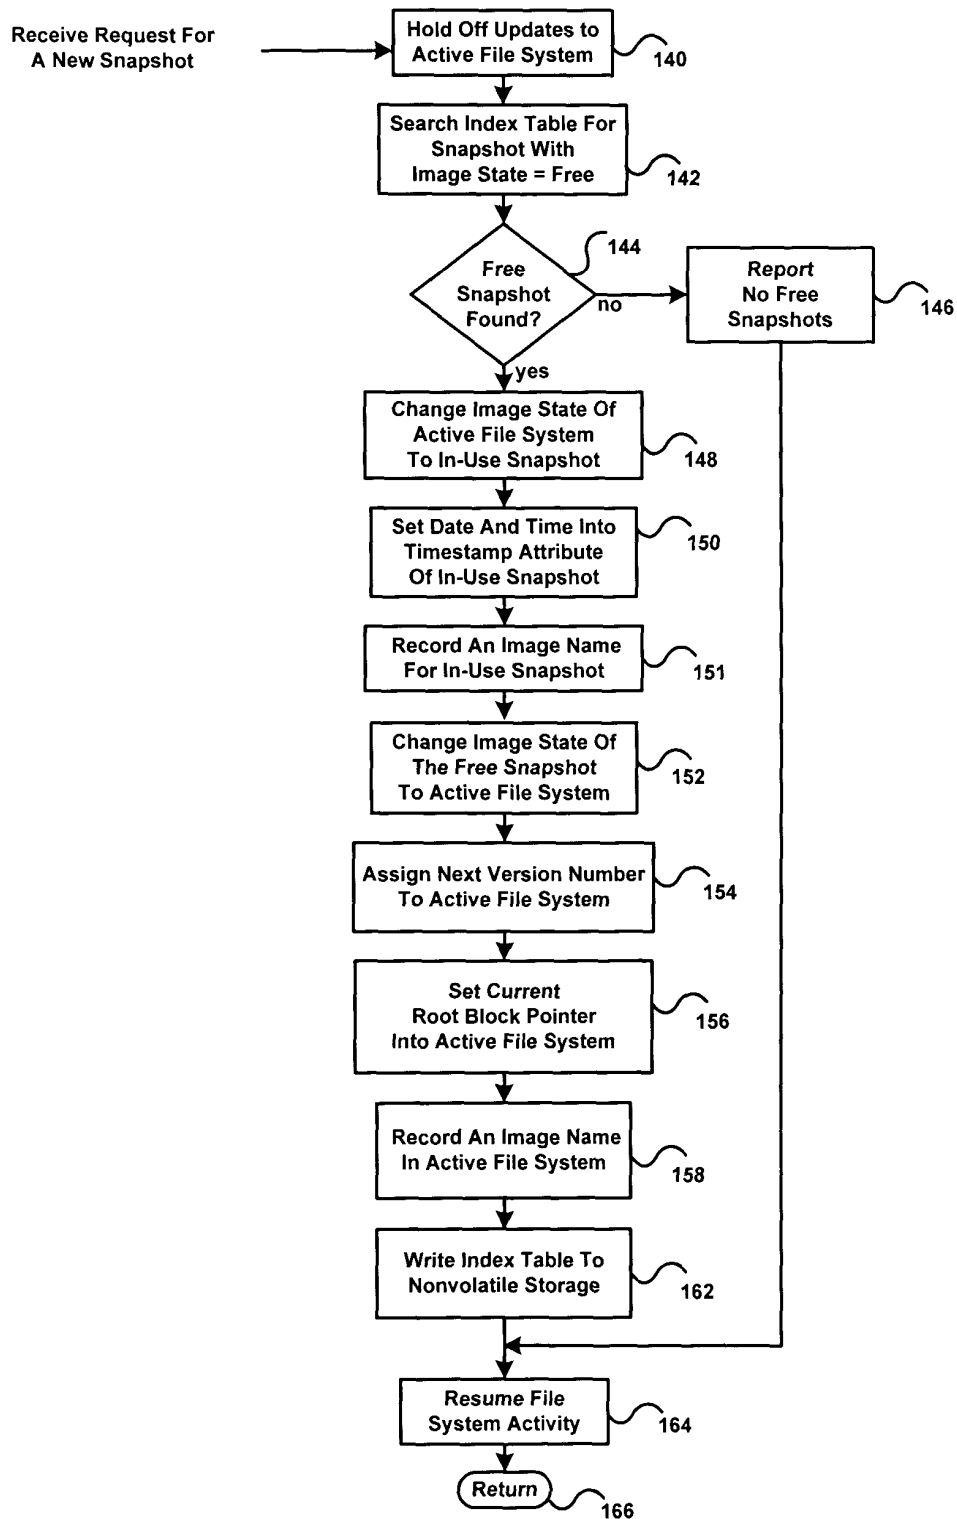 Receive Request For
A New Snapshot
Hold Off Updates to
Active File System
140
Search Index Table For
Snapshot With
Image State = Free
142
Free
Snapshot
Found?
144
no
Report
No Free
Snapshots
146
yes
Change Image State Of
Active File System
To In-Use Snapshot
148
Set Date And Time Into
Timestamp Attribute
Of In-Use Snapshot
150
Record An Image Name
For In-Use Snapshot
151
Change Image State Of
The Free Snapshot
To Active File System
152
Assign Next Version Number
To Active File System
154
Set Current
Root Block Pointer
Into Active File System
156
Record An Image Name
In Active File System
158
Write Index Table To
Nonvolatile Storage
162
Resume File
System Activity
164
Return
166